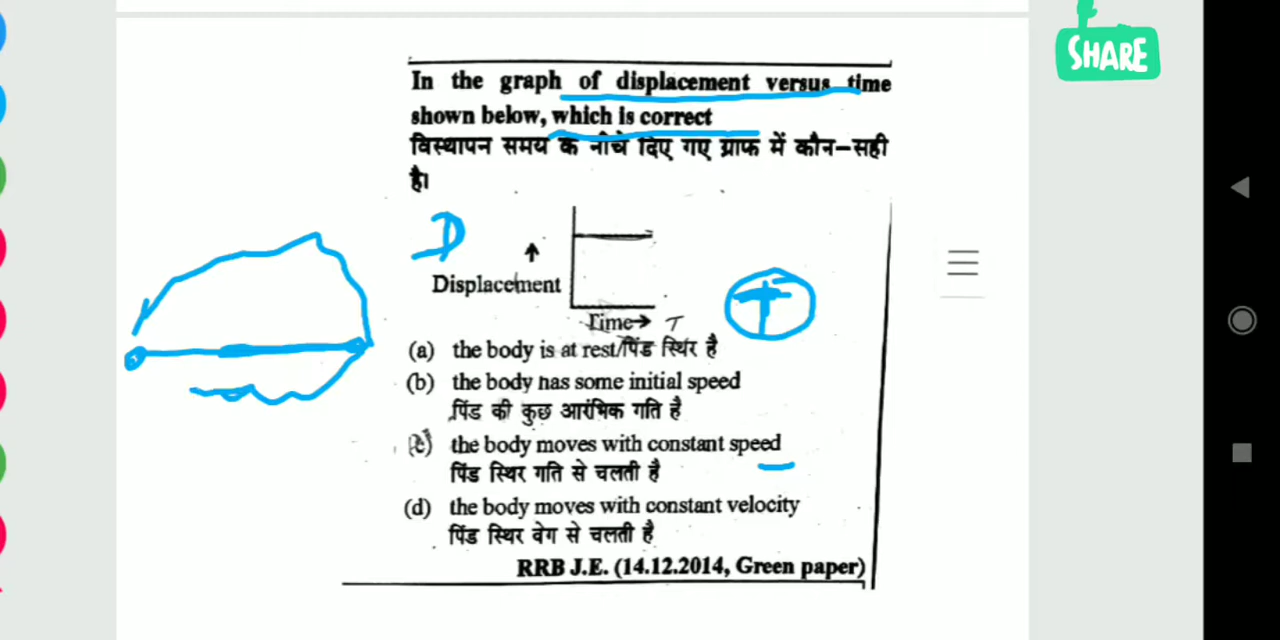 SHARE
In the graph of displacement versus time
shown below, which is correct
विस्थापन समय के नीचे दिए गए ग्राफ में कौन-सही
है।
D
Displacement
T
Time→ T
(a) the body is at rest/पिंड स्थिर है
(b) the body has some initial speed
पिंड की कुछ आरंभिक गति है
(c) the body moves with constant speed
पिंड स्थिर गति से चलती है
(d) the body moves with constant velocity
पिंड स्थिर वेग से चलती है
RRB J.E. (14.12.2014, Green paper)